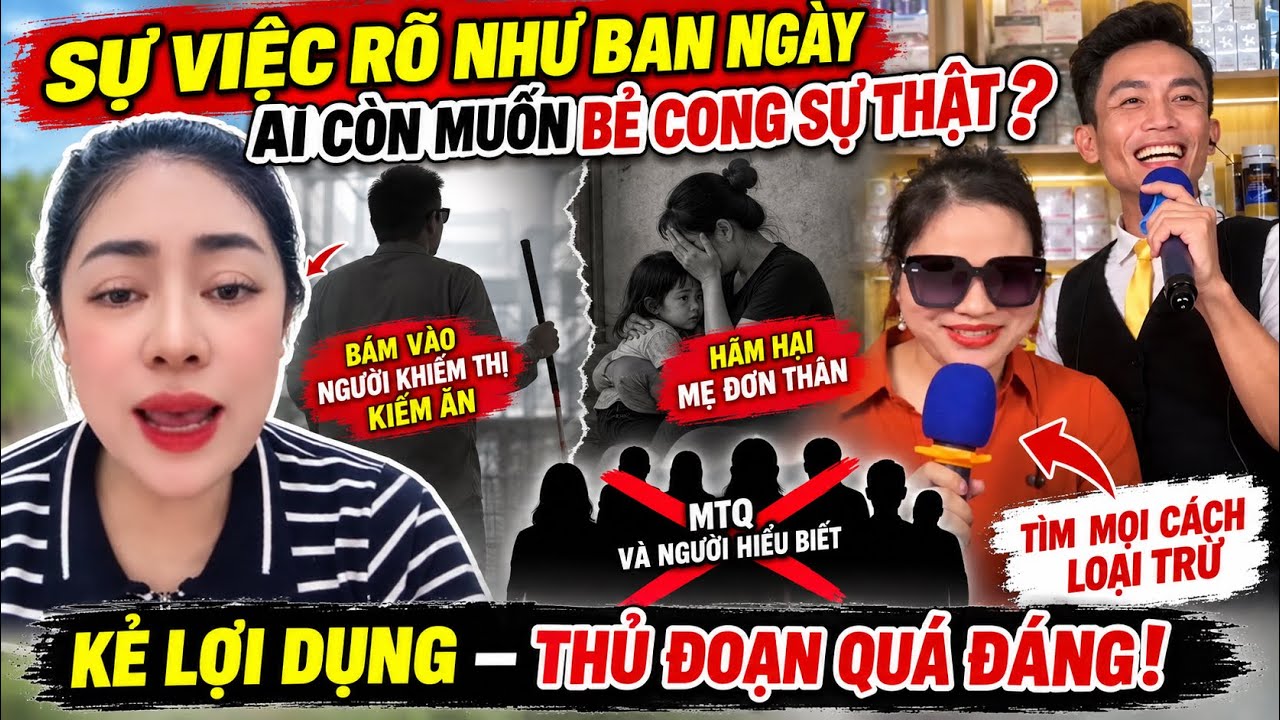 SỰ VIỆC RÕ NHƯ BAN NGÀY
AI CÒN MUỐN BẺ CONG SỰ THẬT?
BÁM VÀO
NGƯỜI KHIẾM THỊ
KIẾM ĂN
HÃM HẠI
MẸ ĐƠN THÂN
MTQ
VÀ NGƯỜI HIỂU BIẾT
TÌM MỌI CÁCH
LOẠI TRỪ
KẺ LỢI DỤNG – THỦ ĐOẠN QUÁ ĐÁNG!